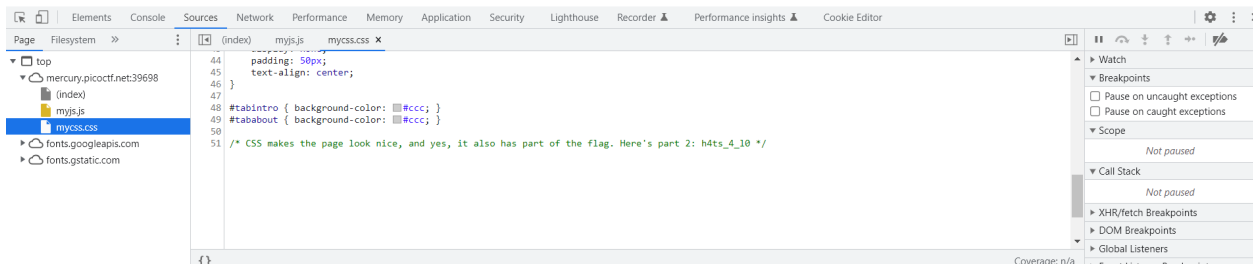 Elements Console Sources Network Performance Memory Application Security Lighthouse Recorder Performance insights Cookie Editor
Page Filesystem » (index) myjs.js mycss.css ×
top
mercury.picoctf.net:39698
(index)
myjs.js
mycss.css
fonts.googleapis.com
fonts.gstatic.com
44 padding: 50px;
45 text-align: center;
46 }
47
48 #tabintro { background-color: #ccc; }
49 #tababout { background-color: #ccc; }
50
51 /* CSS makes the page look nice, and yes, it also has part of the flag. Here's part 2: h4ts_4_l0 */
{} Coverage: n/a
Watch
Breakpoints
Pause on uncaught exceptions
Pause on caught exceptions
Scope
Not paused
Call Stack
Not paused
XHR/fetch Breakpoints
DOM Breakpoints
Global Listeners